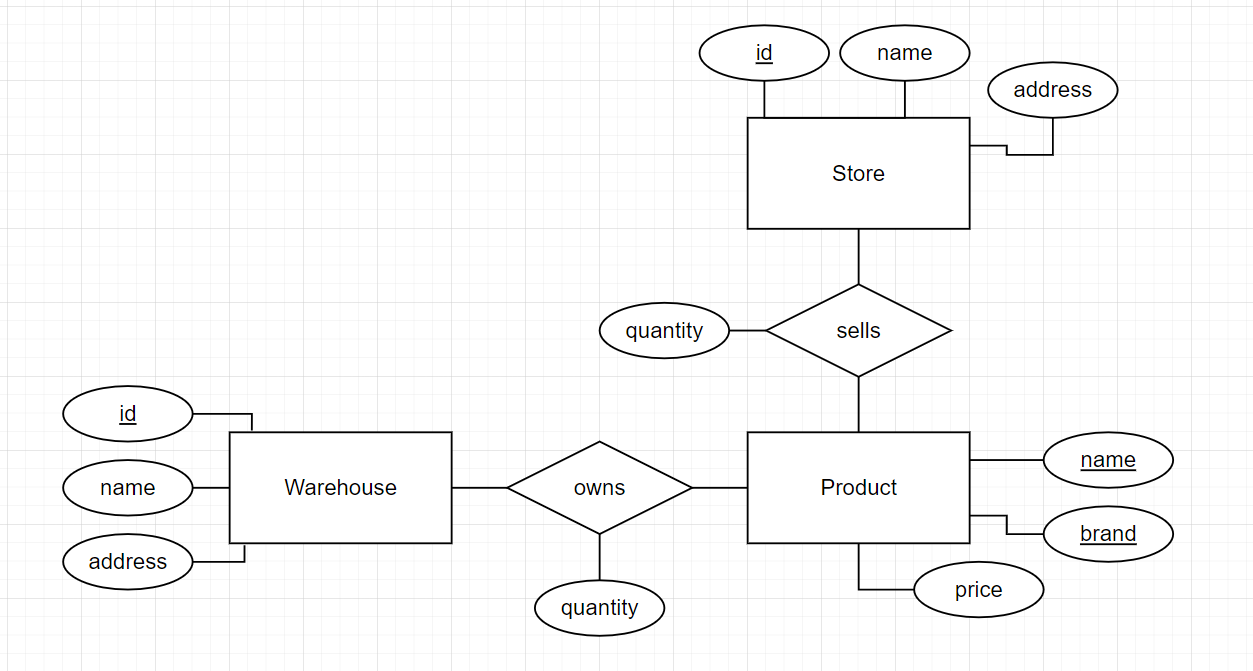 id
name
address
Store
quantity
sells
id
name
address
Warehouse
owns
quantity
Product
name
brand
price